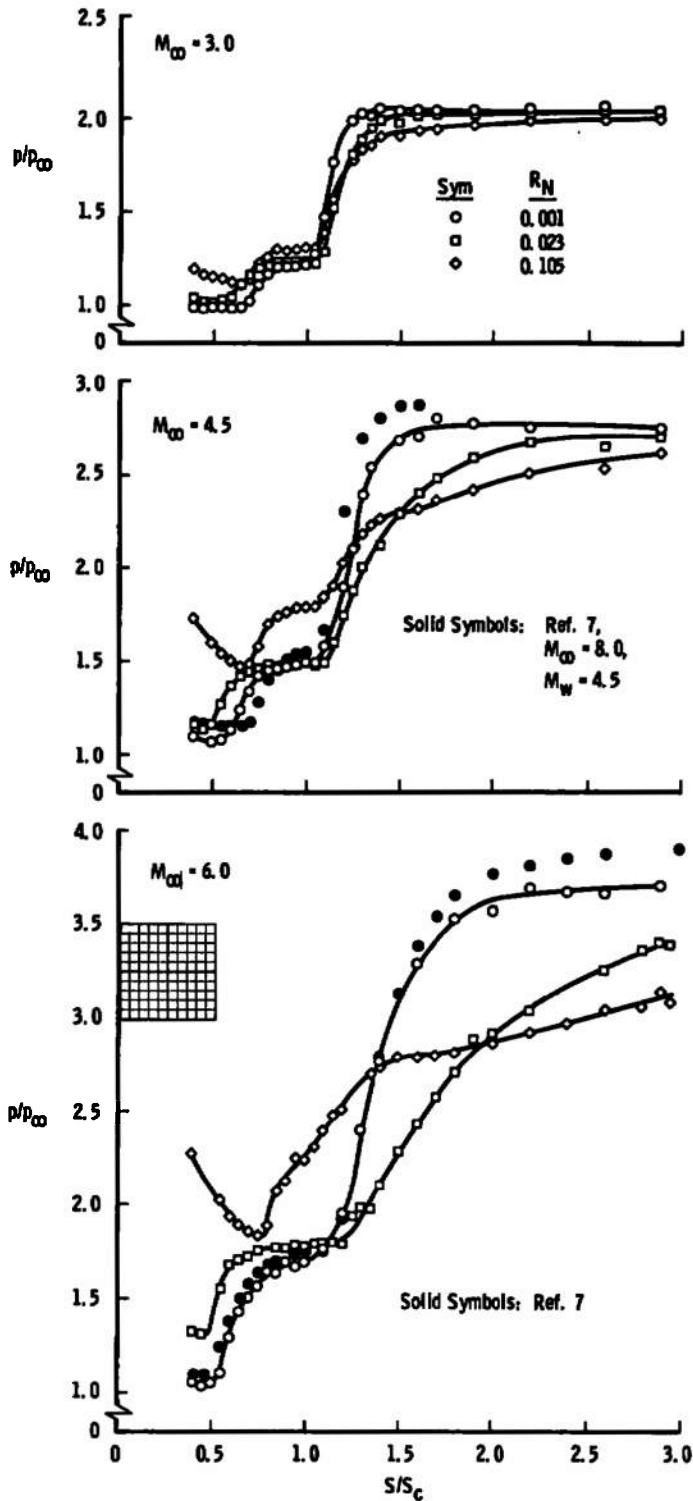 M∞ = 3.0
2.5
2.0
p/p∞
1.5
1.0
0
Sym R_N
0.001
0.023
0.105
M∞ = 4.5
3.0
2.5
p/p∞
2.0
1.5
1.0
0
Solid Symbols: Ref. 7,
M∞ = 8.0,
M_w = 4.5
M∞ = 6.0
4.0
3.5
3.0
p/p∞
2.5
2.0
1.5
1.0
0
Solid Symbols: Ref. 7
0 0.5 1.0 1.5 2.0 2.5 3.0
S/S_c